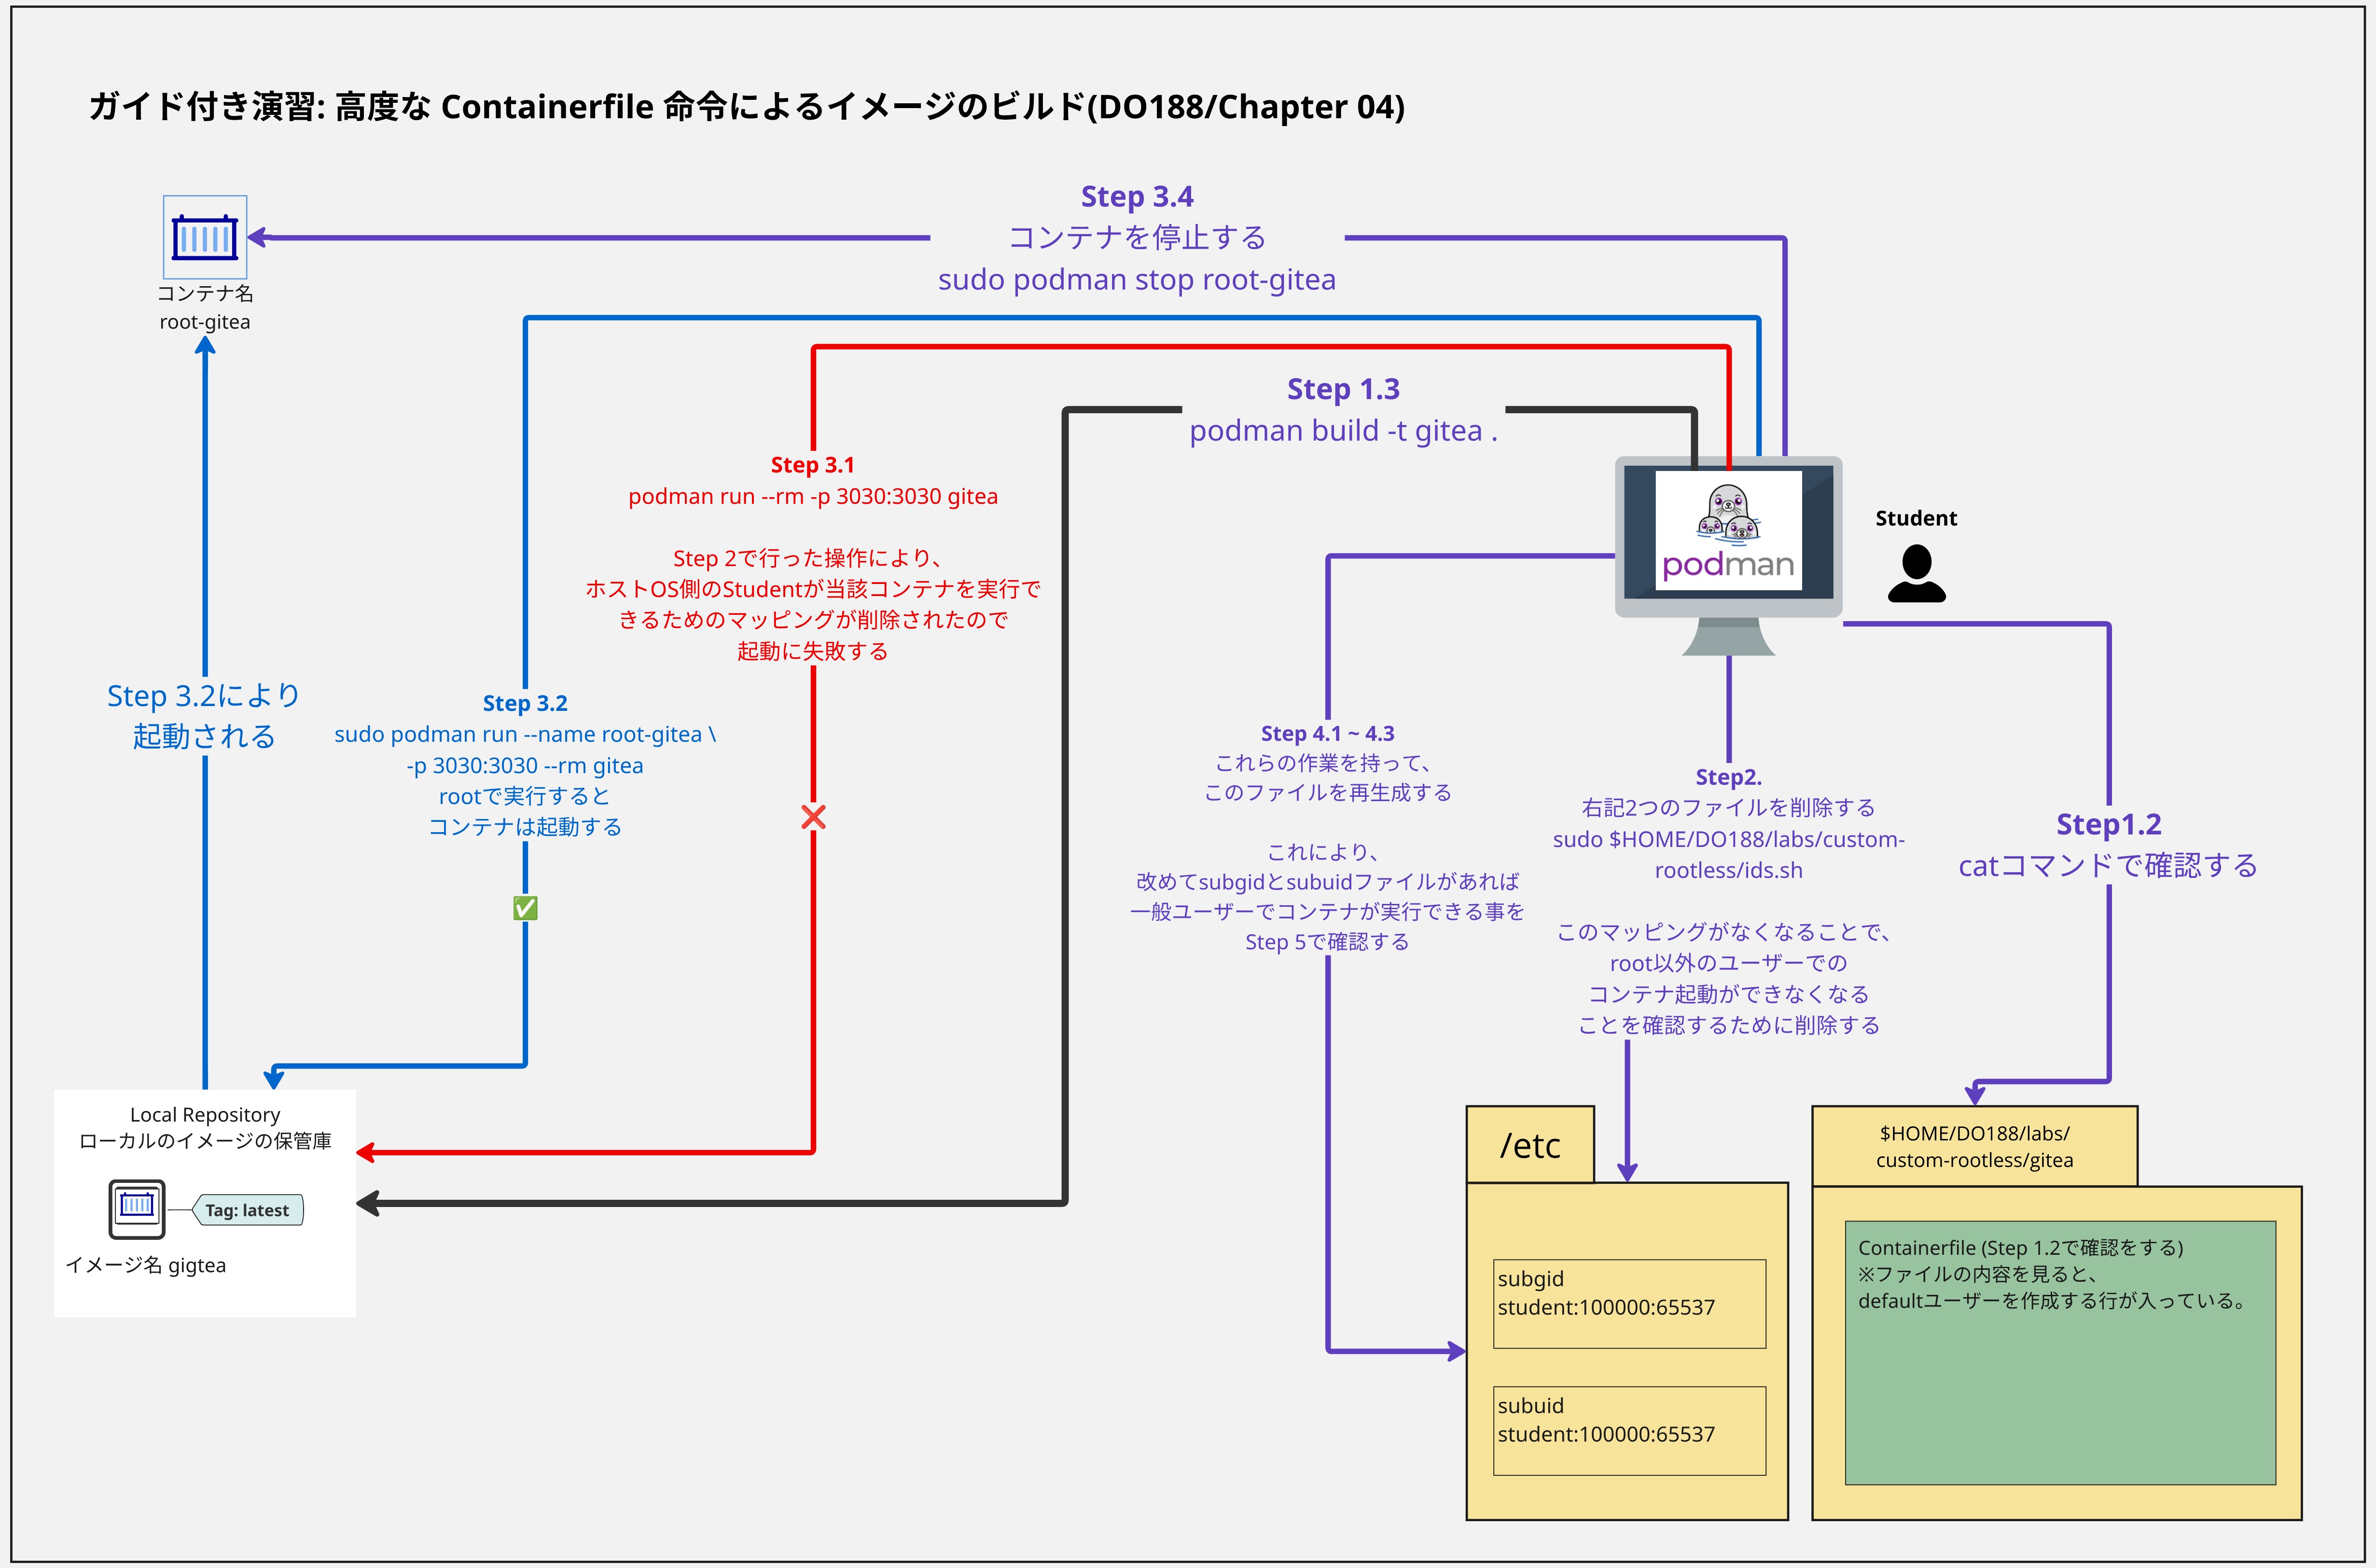 ガイド付き演習: 高度な Containerfile 命令によるイメージのビルド(DO188/Chapter 04)
Step 3.4
コンテナを停止する
sudo podman stop root-gitea
コンテナ名
root-gitea
Step 1.3
podman build -t gitea .
Step 3.1
podman run --rm -p 3030:3030 gitea
Step 2で行った操作により、
ホストOS側のStudentが当該コンテナを実行で
きるためのマッピングが削除されたので
起動に失敗する
podman
Student
Step 3.2により
起動される
Step 3.2
sudo podman run --name root-gitea \
-p 3030:3030 --rm gitea
rootで実行すると
コンテナは起動する
Step 4.1 ~ 4.3
これらの作業を持って、
このファイルを再生成する
これにより、
改めてsubgidとsubuidファイルがあれば
一般ユーザーでコンテナが実行できる事を
Step 5で確認する
Step2.
右記2つのファイルを削除する
sudo $HOME/DO188/labs/custom-
rootless/ids.sh
このマッピングがなくなることで、
root以外のユーザーでの
コンテナ起動ができなくなる
ことを確認するために削除する
Step1.2
catコマンドで確認する
Local Repository
ローカルのイメージの保管庫
Tag: latest
イメージ名 gigtea
/etc
subgid
student:100000:65537
subuid
student:100000:65537
$HOME/DO188/labs/
custom-rootless/gitea
Containerfile (Step 1.2で確認をする)
※ファイルの内容を見ると、
defaultユーザーを作成する行が入っている。